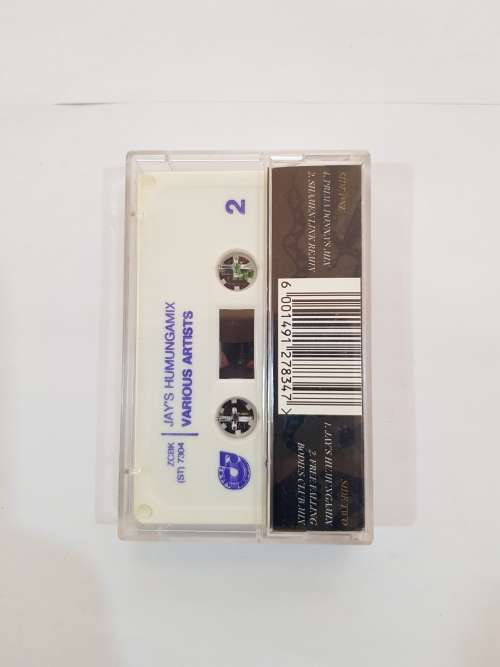 2
JAY'S HUMUNGAMIX
VARIOUS ARTISTS
ZCBK
(ST) 7304
SIDE ONE
1. PRIMA DONNA'S MIX
2. SHAMEN LINK REMIX
6 001491 278347 >
SIDE TWO
1. JAY'S HUMUNGAMIX
2. FREE FALLING
BODIES CLUB MIX